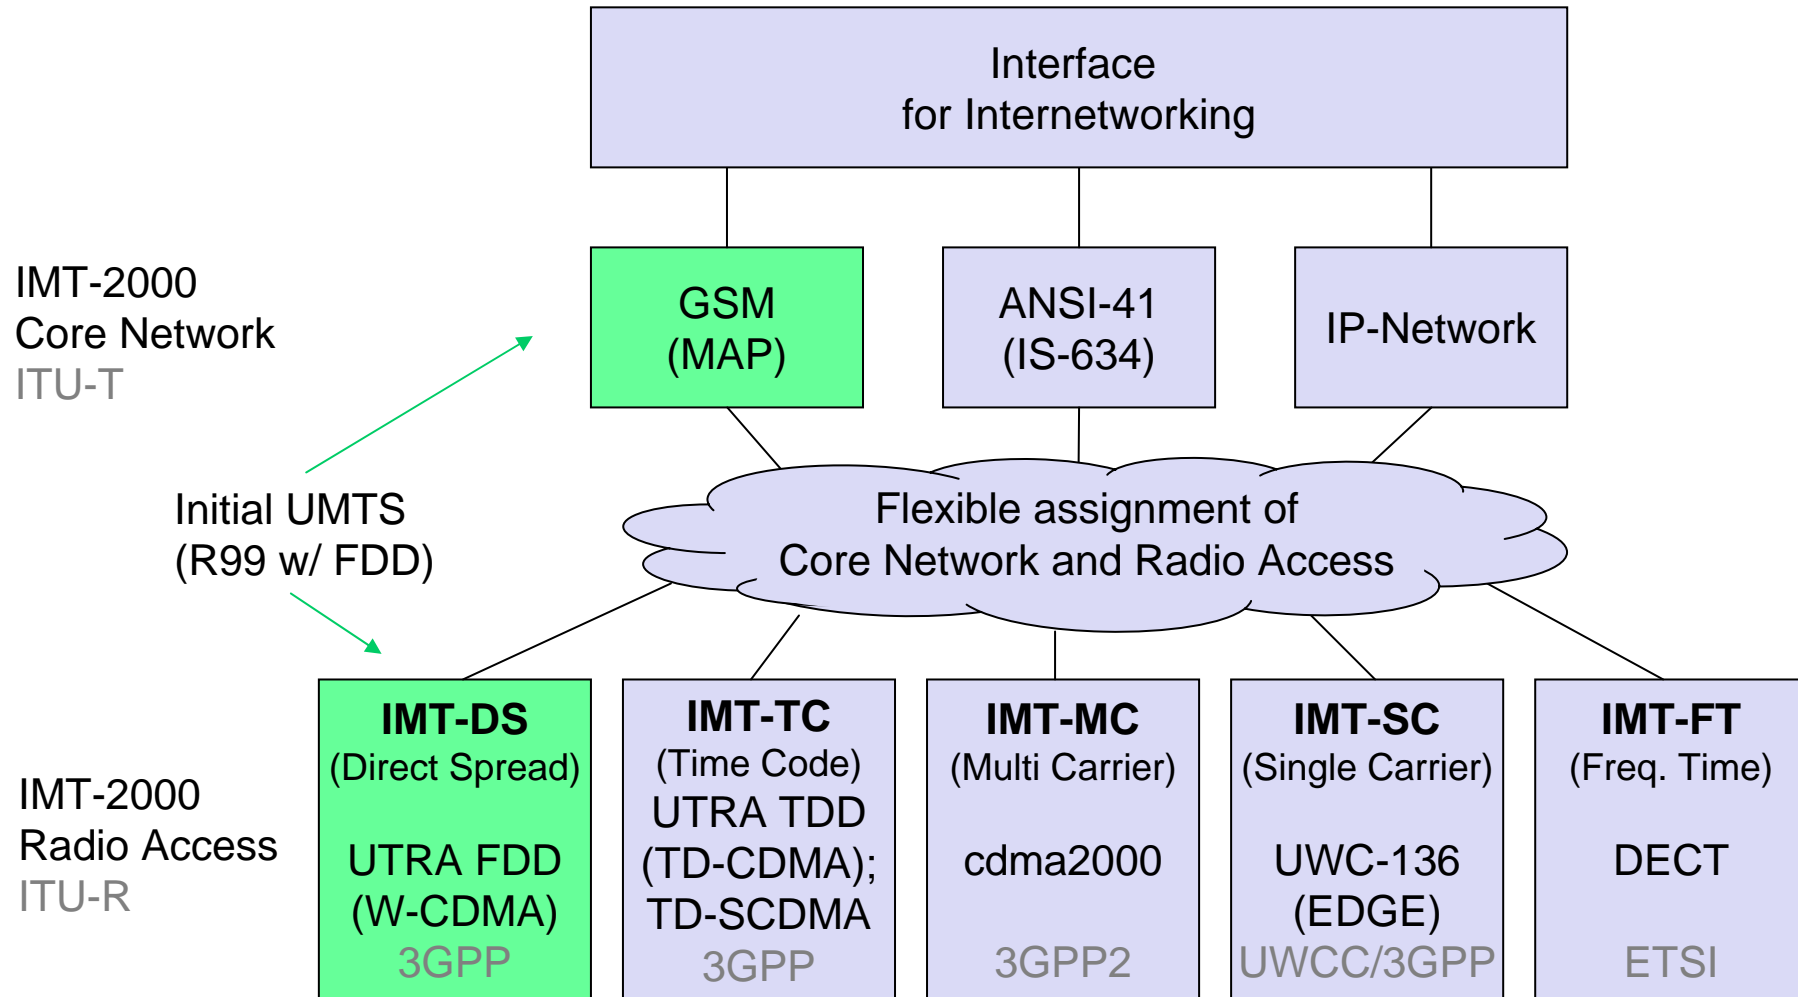 Interface
for Internetworking
IMT-2000
Core Network
ITU-T
GSM
(MAP)
ANSI-41
(IS-634)
IP-Network
Initial UMTS
(R99 w/ FDD)
Flexible assignment of
Core Network and Radio Access
IMT-2000
Radio Access
ITU-R
IMT-DS
(Direct Spread)
UTRA FDD
(W-CDMA)
3GPP
IMT-TC
(Time Code)
UTRA TDD
(TD-CDMA);
TD-SCDMA
3GPP
IMT-MC
(Multi Carrier)
cdma2000
3GPP2
IMT-SC
(Single Carrier)
UWC-136
(EDGE)
UWCC/3GPP
IMT-FT
(Freq. Time)
DECT
ETSI